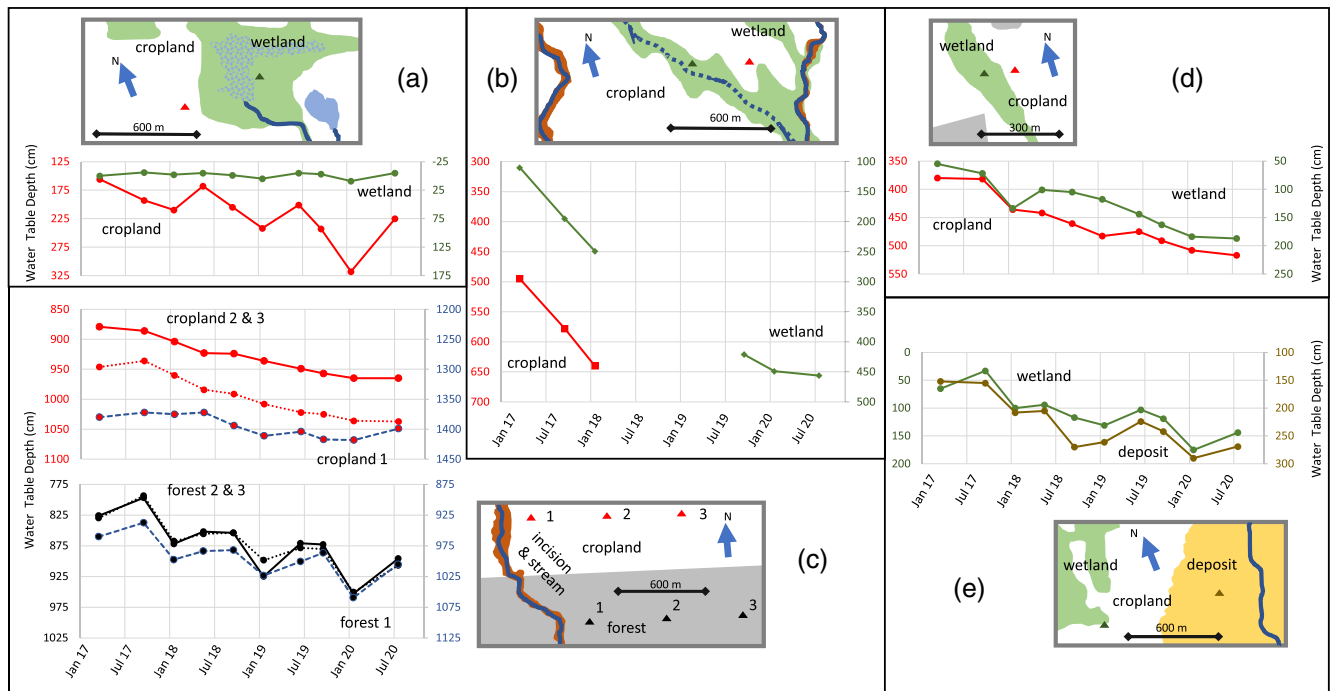 cropland
wetland
N
600 m
(a)
Water Table Depth (cm)
125
175
225
275
325
-25
25
75
125
175
wetland
cropland
(b)
N
wetland
cropland
600 m
300
350
400
450
500
550
600
650
700
100
150
200
250
300
350
400
450
500
cropland
wetland
Jan 17
Jul 17
Jan 18
Jul 18
Jan 19
Jul 19
Jan 20
Jul 20
wetland
N
cropland
300 m
(d)
350
400
450
500
550
50
100
150
200
250
Water Table Depth (cm)
cropland
wetland
Water Table Depth (cm)
850
900
950
1000
1050
1100
1200
1250
1300
1350
1400
1450
cropland 2 & 3
cropland 1
775
825
875
925
975
1025
875
925
975
1025
1075
1125
forest 2 & 3
forest 1
Jan 17
Jul 17
Jan 18
Jul 18
Jan 19
Jul 19
Jan 20
Jul 20
1
2
3
N
incision
& stream
cropland
600 m
1
2
3
forest
(c)
0
50
100
150
200
100
150
200
250
300
Water Table Depth (cm)
wetland
deposit
Jan 17
Jul 17
Jan 18
Jul 18
Jan 19
Jul 19
Jan 20
Jul 20
(e)
N
wetland
deposit
cropland
600 m